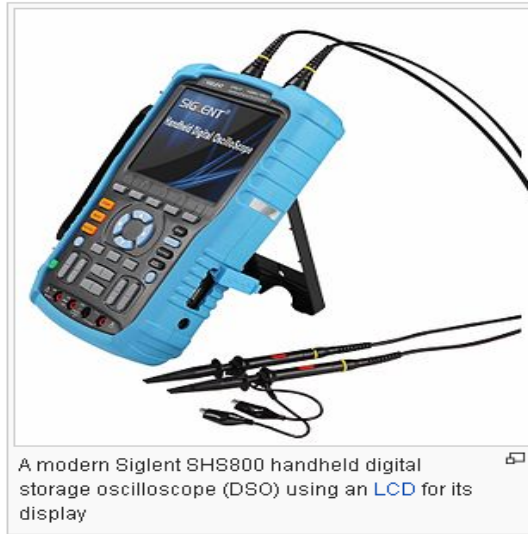 SIGLENT
Handheld Digital OscilloScope
A modern Siglent SHS800 handheld digital
storage oscilloscope (DSO) using an LCD for its
display